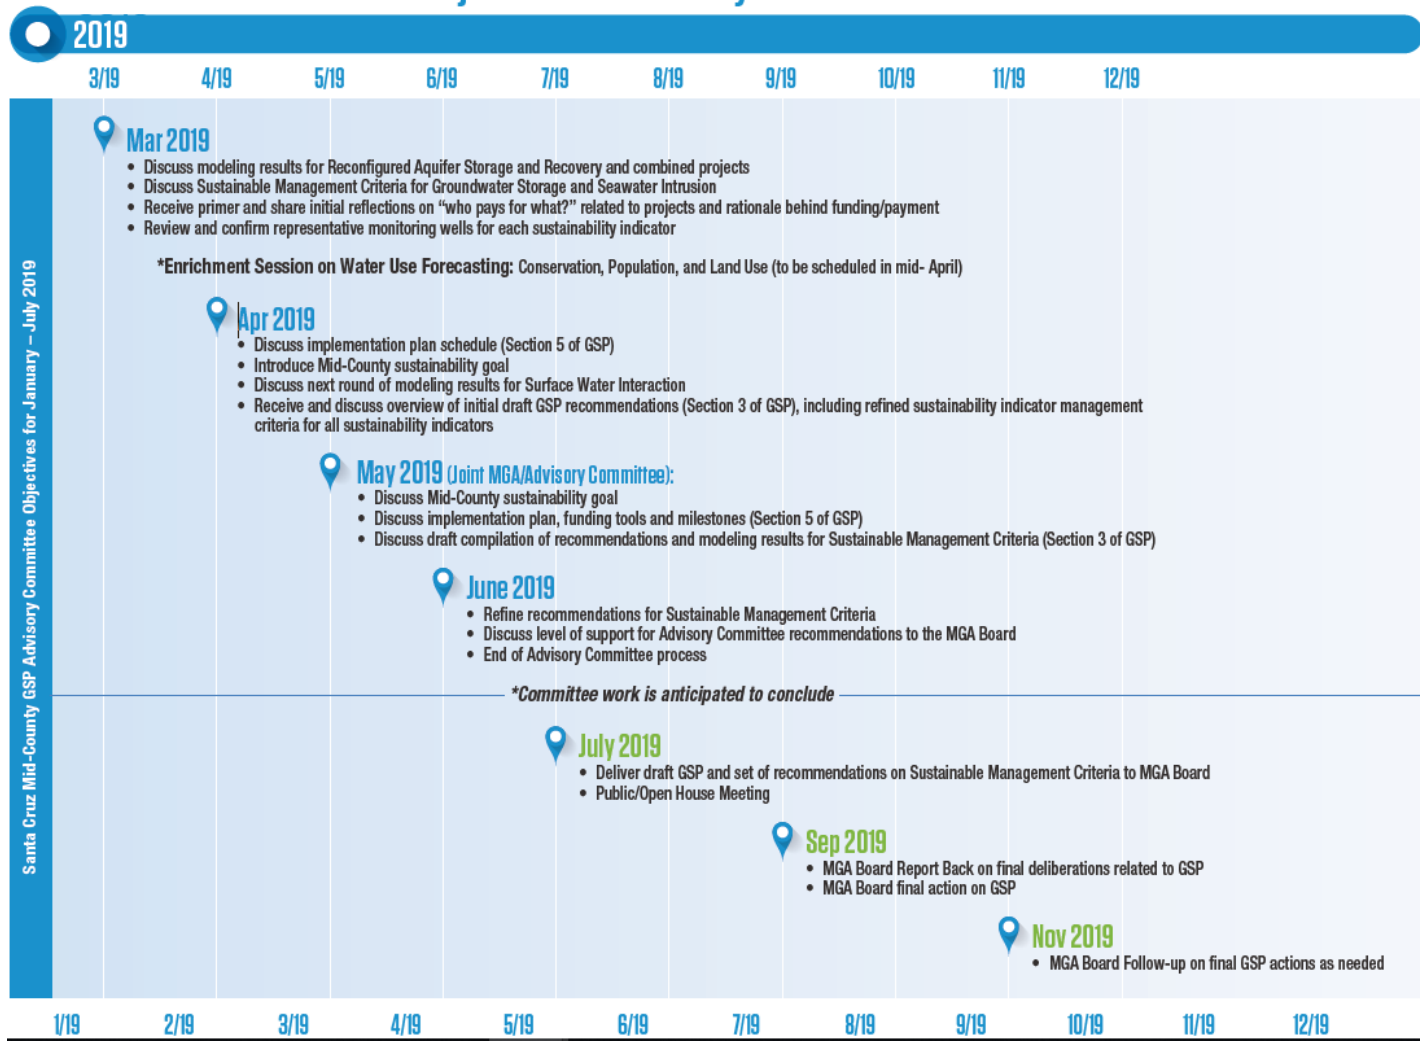 2019
3/19 4/19 5/19 6/19 7/19 8/19 9/19 10/19 11/19 12/19
Santa Cruz Mid-County GSP Advisory Committee Objectives for January – July 2019
Mar 2019
• Discuss modeling results for Reconfigured Aquifer Storage and Recovery and combined projects
• Discuss Sustainable Management Criteria for Groundwater Storage and Seawater Intrusion
• Receive primer and share initial reflections on “who pays for what?” related to projects and rationale behind funding/payment
• Review and confirm representative monitoring wells for each sustainability indicator
*Enrichment Session on Water Use Forecasting: Conservation, Population, and Land Use (to be scheduled in mid- April)
Apr 2019
• Discuss implementation plan schedule (Section 5 of GSP)
• Introduce Mid-County sustainability goal
• Discuss next round of modeling results for Surface Water Interaction
• Receive and discuss overview of initial draft GSP recommendations (Section 3 of GSP), including refined sustainability indicator management
criteria for all sustainability indicators
May 2019 (Joint MGA/Advisory Committee):
• Discuss Mid-County sustainability goal
• Discuss implementation plan, funding tools and milestones (Section 5 of GSP)
• Discuss draft compilation of recommendations and modeling results for Sustainable Management Criteria (Section 3 of GSP)
June 2019
• Refine recommendations for Sustainable Management Criteria
• Discuss level of support for Advisory Committee recommendations to the MGA Board
• End of Advisory Committee process
*Committee work is anticipated to conclude
July 2019
• Deliver draft GSP and set of recommendations on Sustainable Management Criteria to MGA Board
• Public/Open House Meeting
Sep 2019
• MGA Board Report Back on final deliberations related to GSP
• MGA Board final action on GSP
Nov 2019
• MGA Board Follow-up on final GSP actions as needed
1/19 2/19 3/19 4/19 5/19 6/19 7/19 8/19 9/19 10/19 11/19 12/19